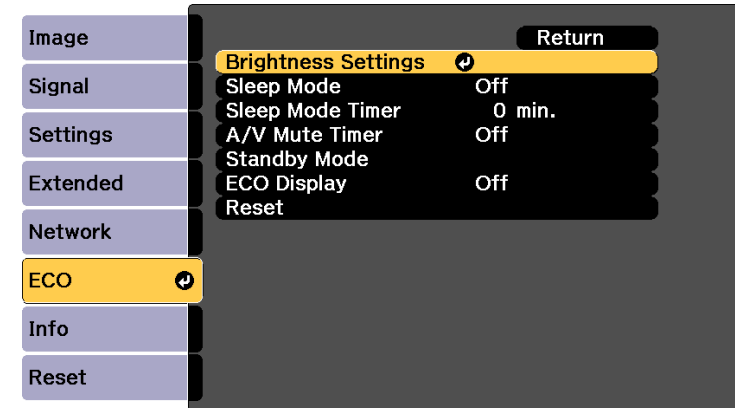 Image
Signal
Settings
Extended
Network
ECO
Info
Reset
Return
Brightness Settings
Sleep Mode Off
Sleep Mode Timer 0 min.
A/V Mute Timer Off
Standby Mode
ECO Display Off
Reset